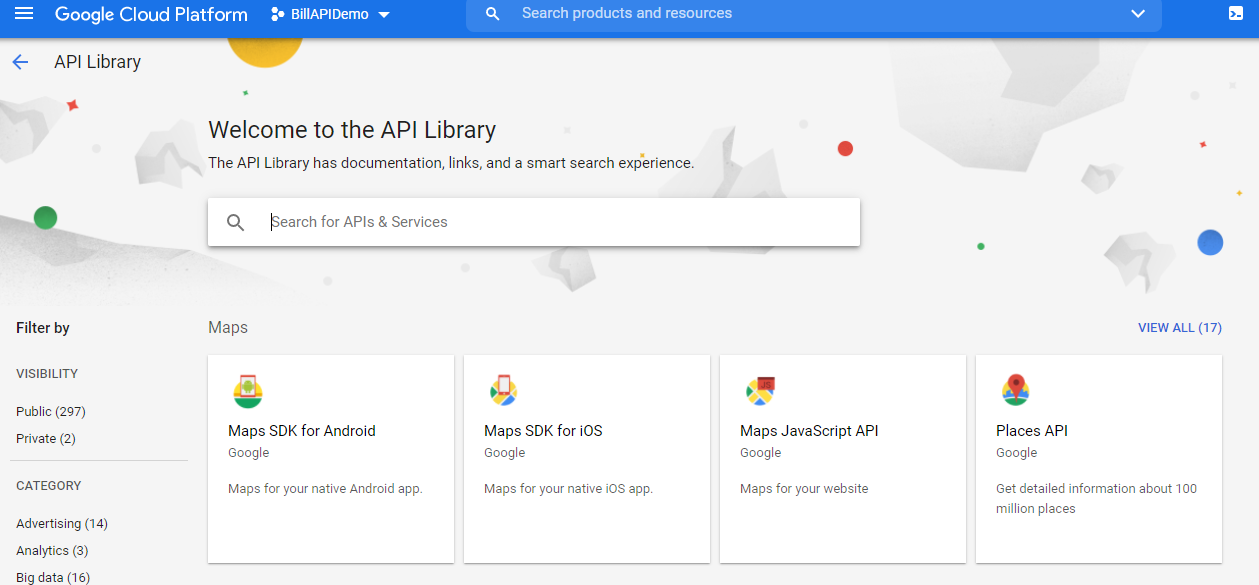 Google Cloud Platform
BillAPIDemo
Search products and resources
API Library
Welcome to the API Library
The API Library has documentation, links, and a smart search experience.
Search for APIs & Services
Filter by
VISIBILITY
Public (297)
Private (2)
CATEGORY
Advertising (14)
Analytics (3)
Big data (16)
Maps
VIEW ALL (17)
Maps SDK for Android
Google
Maps for your native Android app.
Maps SDK for iOS
Google
Maps for your native iOS app.
JS
Maps JavaScript API
Google
Maps for your website
Places API
Google
Get detailed information about 100
million places